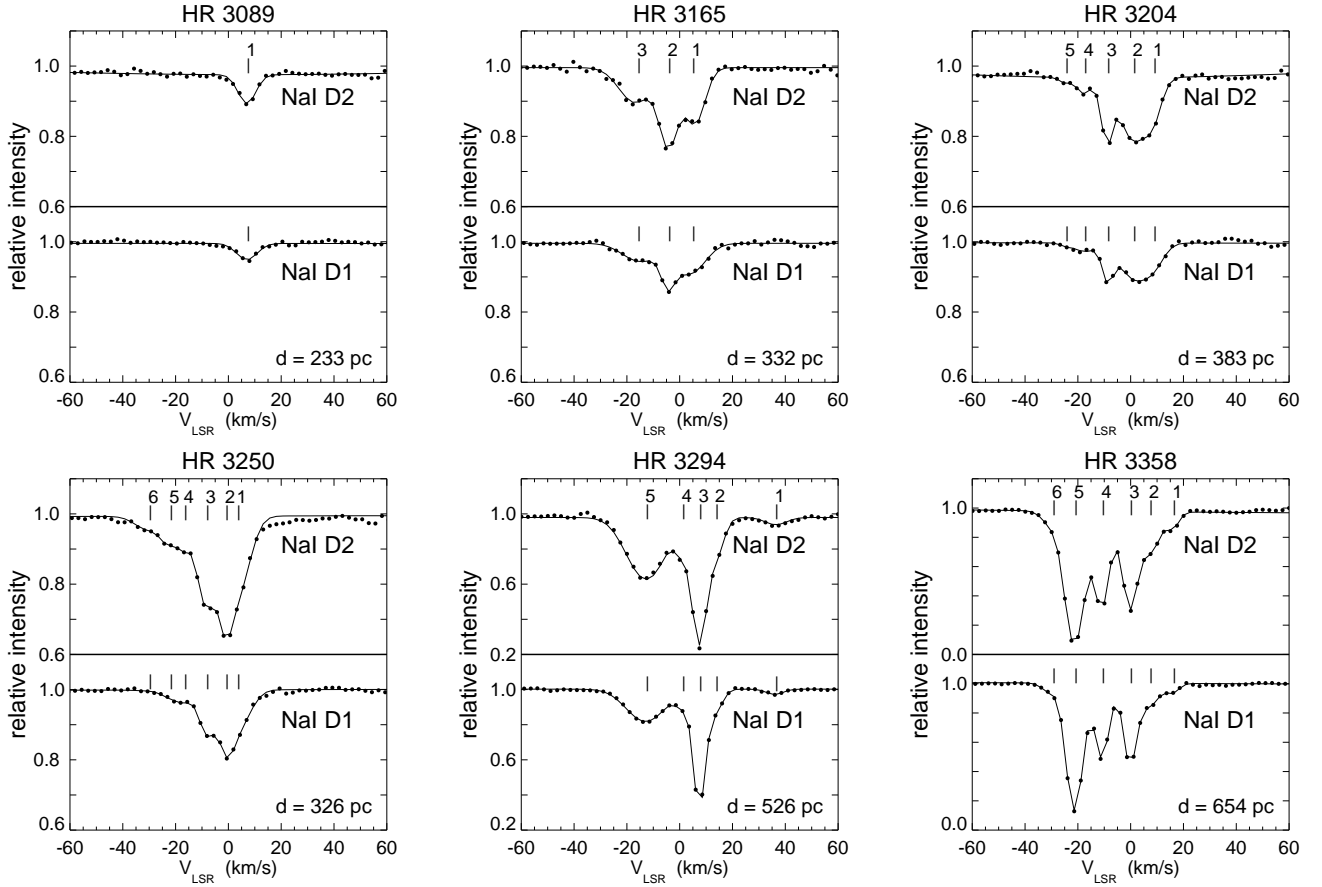 HR 3089
HR 3165
HR 3204
1
3 2 1
5 4 3 2 1
1.0
NaI D2
0.8
0.6
relative intensity
1.0
NaI D1
0.8
d = 233 pc
0.6
-60 -40 -20 0 20 40 60
V_LSR (km/s)
1.0
NaI D2
0.8
0.6
relative intensity
1.0
NaI D1
0.8
d = 332 pc
0.6
-60 -40 -20 0 20 40 60
V_LSR (km/s)
1.0
NaI D2
0.8
0.6
relative intensity
1.0
NaI D1
0.8
d = 383 pc
0.6
-60 -40 -20 0 20 40 60
V_LSR (km/s)
HR 3250
HR 3294
HR 3358
6 5 4 3 2 1
5 4 3 2 1
6 5 4 3 2 1
1.0
NaI D2
0.8
0.6
relative intensity
1.0
NaI D1
0.8
d = 326 pc
0.6
-60 -40 -20 0 20 40 60
V_LSR (km/s)
1.0
NaI D2
0.6
0.2
relative intensity
1.0
NaI D1
0.6
d = 526 pc
0.2
-60 -40 -20 0 20 40 60
V_LSR (km/s)
1.0
NaI D2
0.0
relative intensity
1.0
NaI D1
d = 654 pc
0.0
-60 -40 -20 0 20 40 60
V_LSR (km/s)